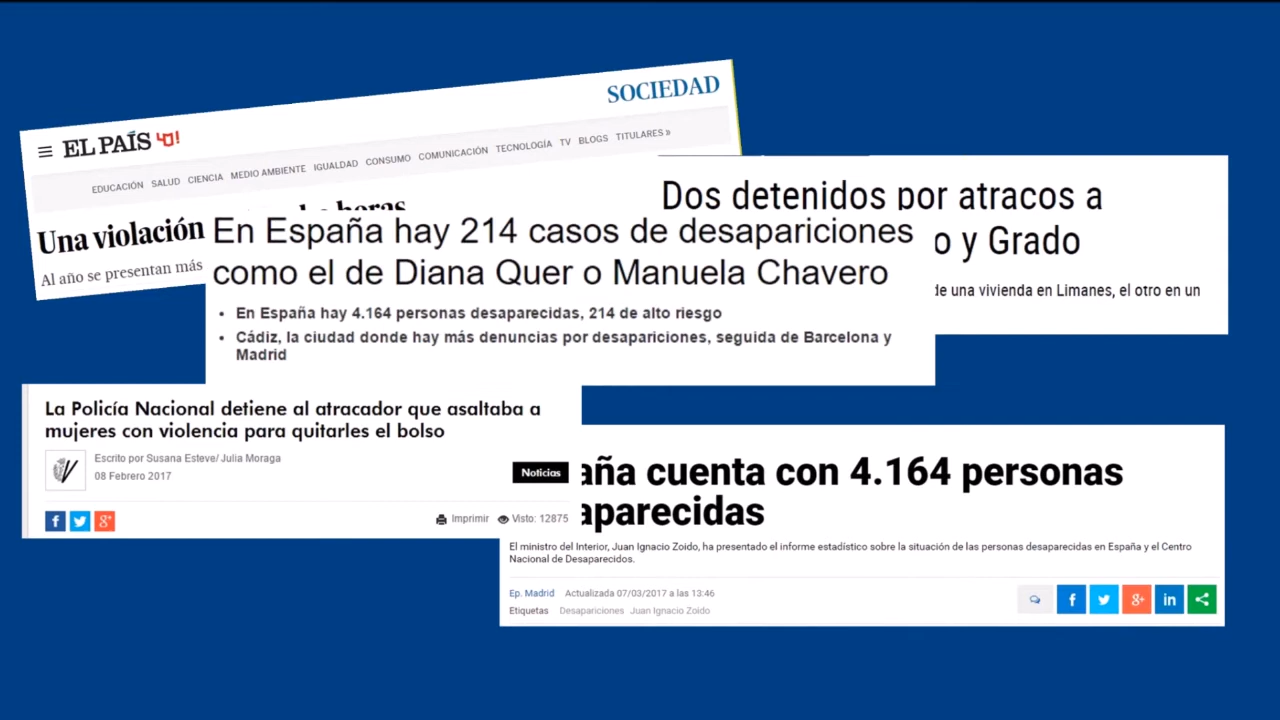 SOCIEDAD
EL PAÍS
EDUCACIÓN SALUD CIENCIA MEDIO AMBIENTE IGUALDAD CONSUMO COMUNICACIÓN TECNOLOGÍA TV BLOGS TITULARES »
Una violación horas
Al año se presentan más
Dos detenidos por atracos a
o y Grado
de una vivienda en Limanes, el otro en un
En España hay 214 casos de desapariciones
como el de Diana Quer o Manuela Chavero
• En España hay 4.164 personas desaparecidas, 214 de alto riesgo
• Cádiz, la ciudad donde hay más denuncias por desapariciones, seguida de Barcelona y
Madrid
La Policía Nacional detiene al atracador que asaltaba a
mujeres con violencia para quitarles el bolso
Escrito por Susana Esteve/ Julia Moraga
08 Febrero 2017
Noticias
Imprimir Visto: 12875
aña cuenta con 4.164 personas
aparecidas
El ministro del Interior, Juan Ignacio Zoido, ha presentado el informe estadístico sobre la situación de las personas desaparecidas en España y el Centro
Nacional de Desaparecidos.
Ep. Madrid Actualizada 07/03/2017 a las 13:46
Etiquetas Desapariciones Juan Ignacio Zoido